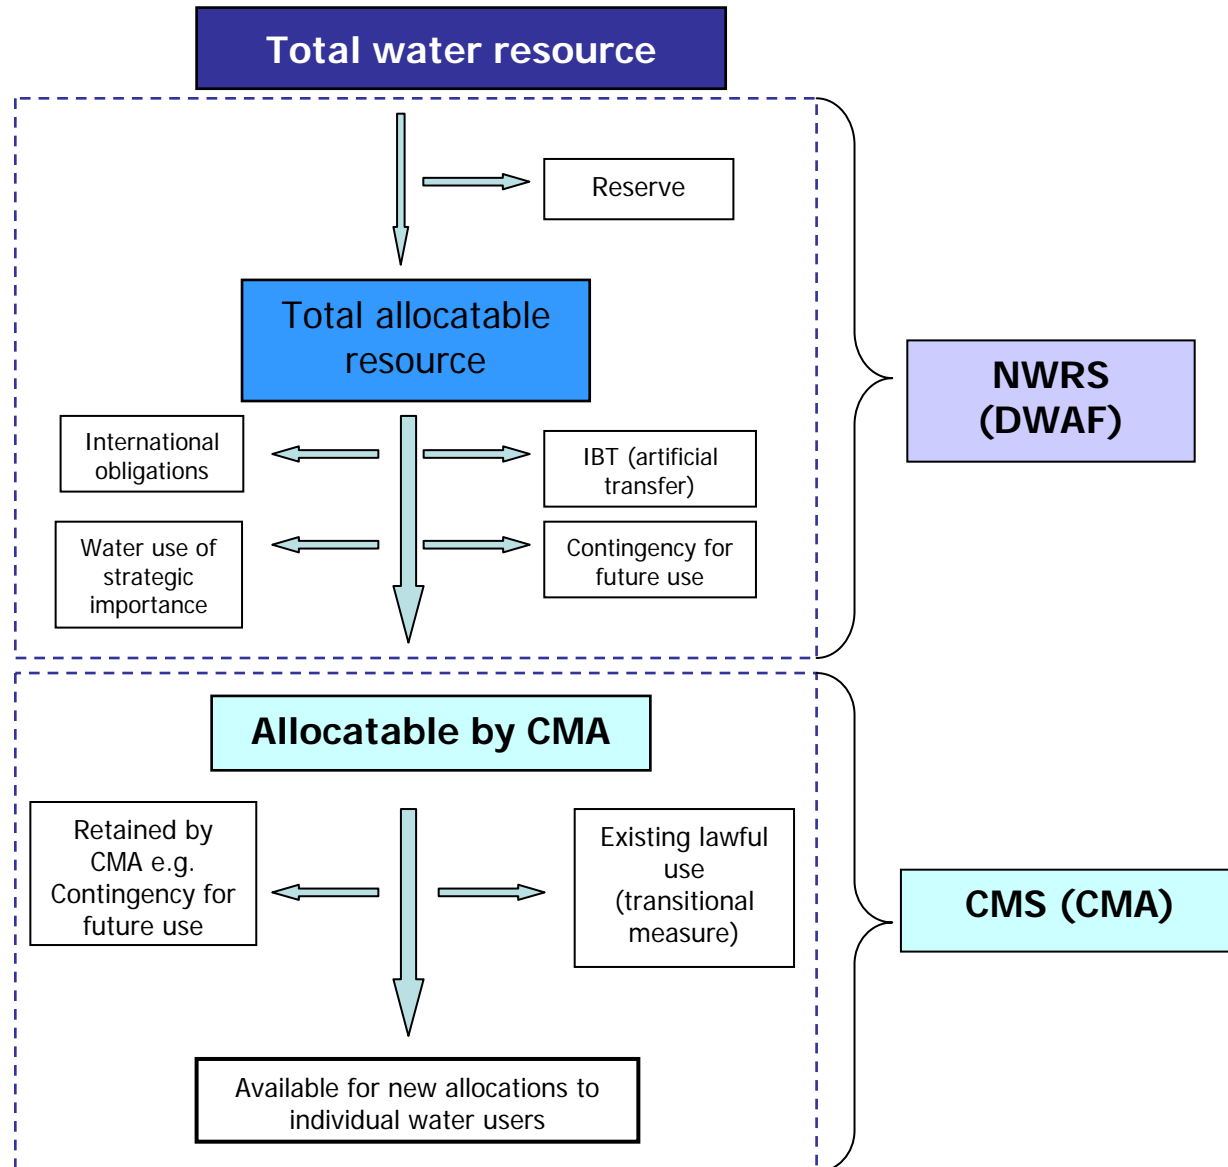 Total water resource
Reserve
Total allocatable
resource
NWRS
(DWAF)
International
obligations
IBT (artificial
transfer)
Water use of
strategic
importance
Contingency for
future use
Allocatable by CMA
Retained by
CMA e.g.
Contingency for
future use
Existing lawful
use
(transitional
measure)
CMS (CMA)
Available for new allocations to
individual water users